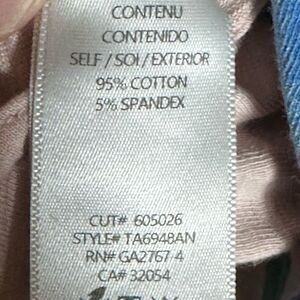 CONTENU
CONTENIDO
SELF / SOI / EXTERIOR
95% COTTON
5% SPANDEX
CUT# 605026
STYLE# TA6948AN
RN# GA2767 4
CA# 32054